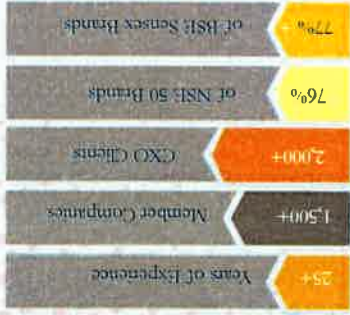 25+ Years of Experience
1,500+ Member Companies
2,000+ CXO Clients
76% of NSE 50 Brands
77% of BSE Sensex Brands